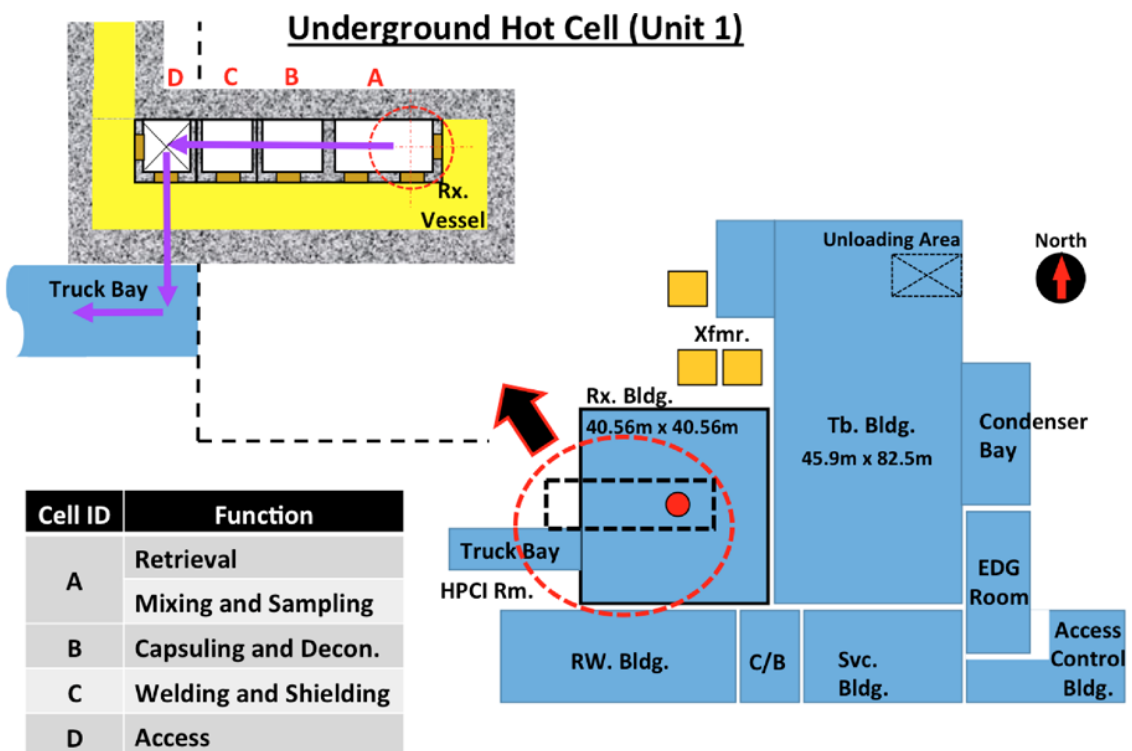 Underground Hot Cell (Unit 1)
D C B A
Rx.
Vessel
Truck Bay
Unloading Area
North
Xfmr.
Rx. Bldg.
40.56m x 40.56m
Tb. Bldg.
45.9m x 82.5m
Condenser
Bay
Truck Bay
HPCI Rm.
EDG
Room
RW. Bldg.
C/B
Svc.
Bldg.
Access
Control
Bldg.
Cell ID Function
A Retrieval
Mixing and Sampling
B Capsuling and Decon.
C Welding and Shielding
D Access